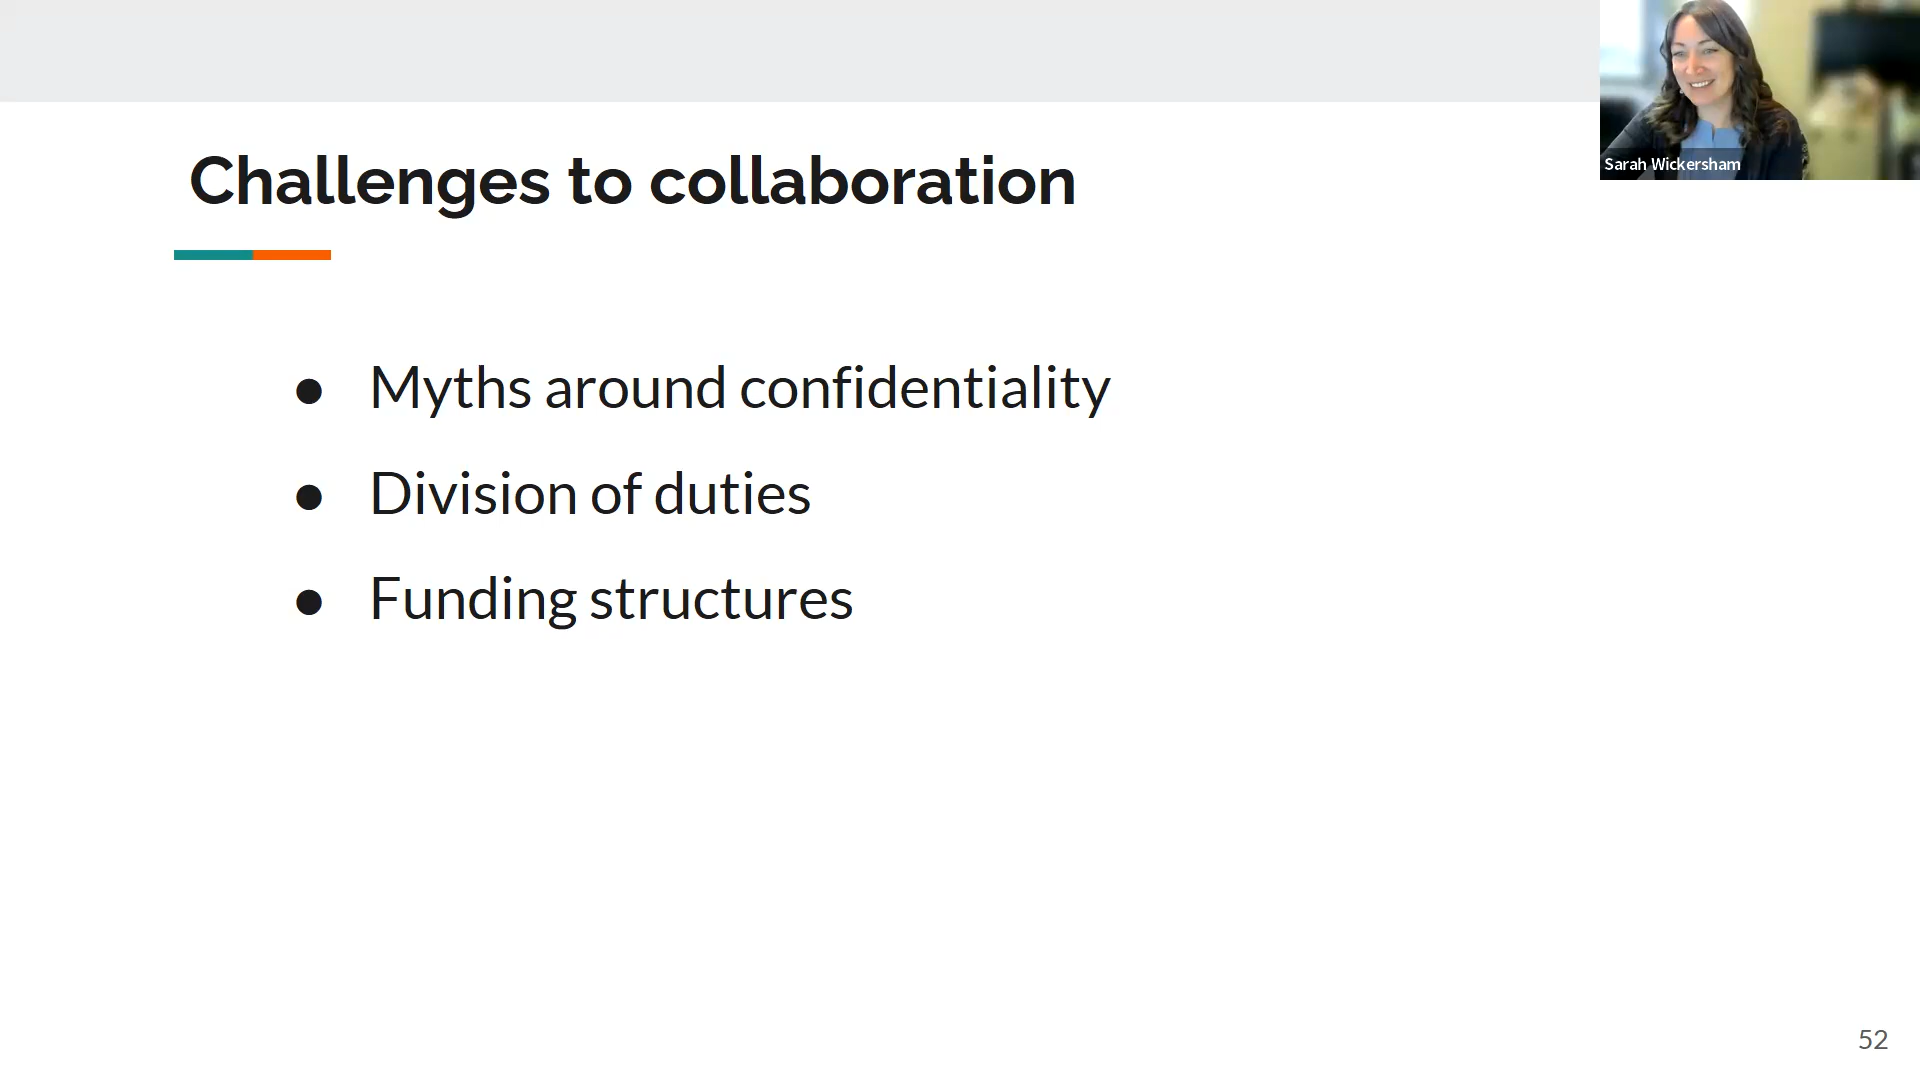 Sarah Wickersham
Challenges to collaboration
● Myths around confidentiality
● Division of duties
● Funding structures
52